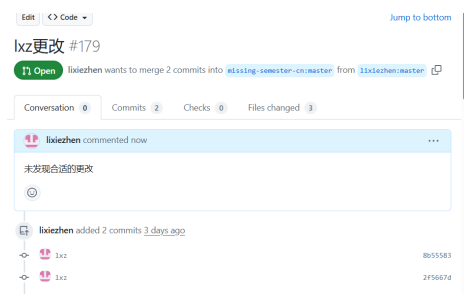 Edit <> Code
Jump to bottom
lxz更改 #179
Open lixiezhen wants to merge 2 commits into missing-semester-cn:master from lixiezhen:master
Conversation 0 Commits 2 Checks 0 Files changed 3
lixiezhen commented now ...
未发现合适的更改
lixiezhen added 2 commits 3 days ago
lxz 8b55583
lxz 2f5667d